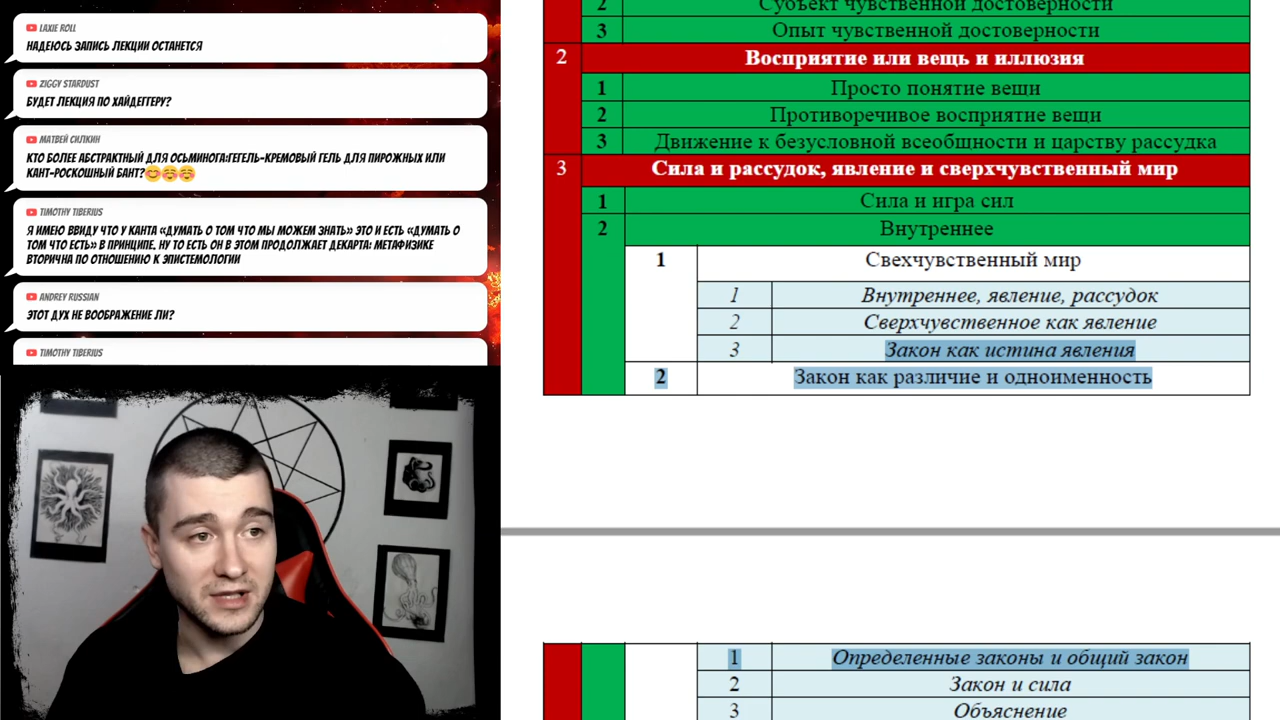 LAXIE ROLL
НАДЕЮСЬ ЗАПИСЬ ЛЕКЦИИ ОСТАНЕТСЯ
ZIGGY STARDUST
БУДЕТ ЛЕКЦИЯ ПО ХАЙДЕГГЕРУ?
МАТВЕЙ СИЛКИН
КТО БОЛЕЕ АБСТРАКТНЫЙ ДЛЯ ОСЬМИНОГА:ГЕГЕЛЬ-КРЕМОВЫЙ ГЕЛЬ ДЛЯ ПИРОЖНЫХ ИЛИ
КАНТ-РОСКОШНЫЙ БАНТ?😊😊😊
TIMOTHY TIBERIUS
Я ИМЕЮ ВВИДУ ЧТО У КАНТА «ДУМАТЬ О ТОМ ЧТО МЫ МОЖЕМ ЗНАТЬ» ЭТО И ЕСТЬ «ДУМАТЬ О
ТОМ ЧТО ЕСТЬ» В ПРИНЦИПЕ. НУ ТО ЕСТЬ ОН В ЭТОМ ПРОДОЛЖАЕТ ДЕКАРТА: МЕТАФИЗИКЕ
ВТОРИЧНА ПО ОТНОШЕНИЮ К ЭПИСТЕМОЛОГИИ
ANDREY RUSSIAN
ЭТОТ ДУХ НЕ ВООБРАЖЕНИЕ ЛИ?
TIMOTHY TIBERIUS
2 Субъект чувственной достоверности
3 Опыт чувственной достоверности
2 Восприятие или вещь и иллюзия
1 Просто понятие вещи
2 Противоречивое восприятие вещи
3 Движение к безусловной всеобщности и царству рассудка
3 Сила и рассудок, явление и сверхчувственный мир
1 Сила и игра сил
2 Внутреннее
1 Свехчувственный мир
1 Внутреннее, явление, рассудок
2 Сверхчувственное как явление
3 Закон как истина явления
2 Закон как различие и одноименность
1 Определенные законы и общий закон
2 Закон и сила
3 Объяснение